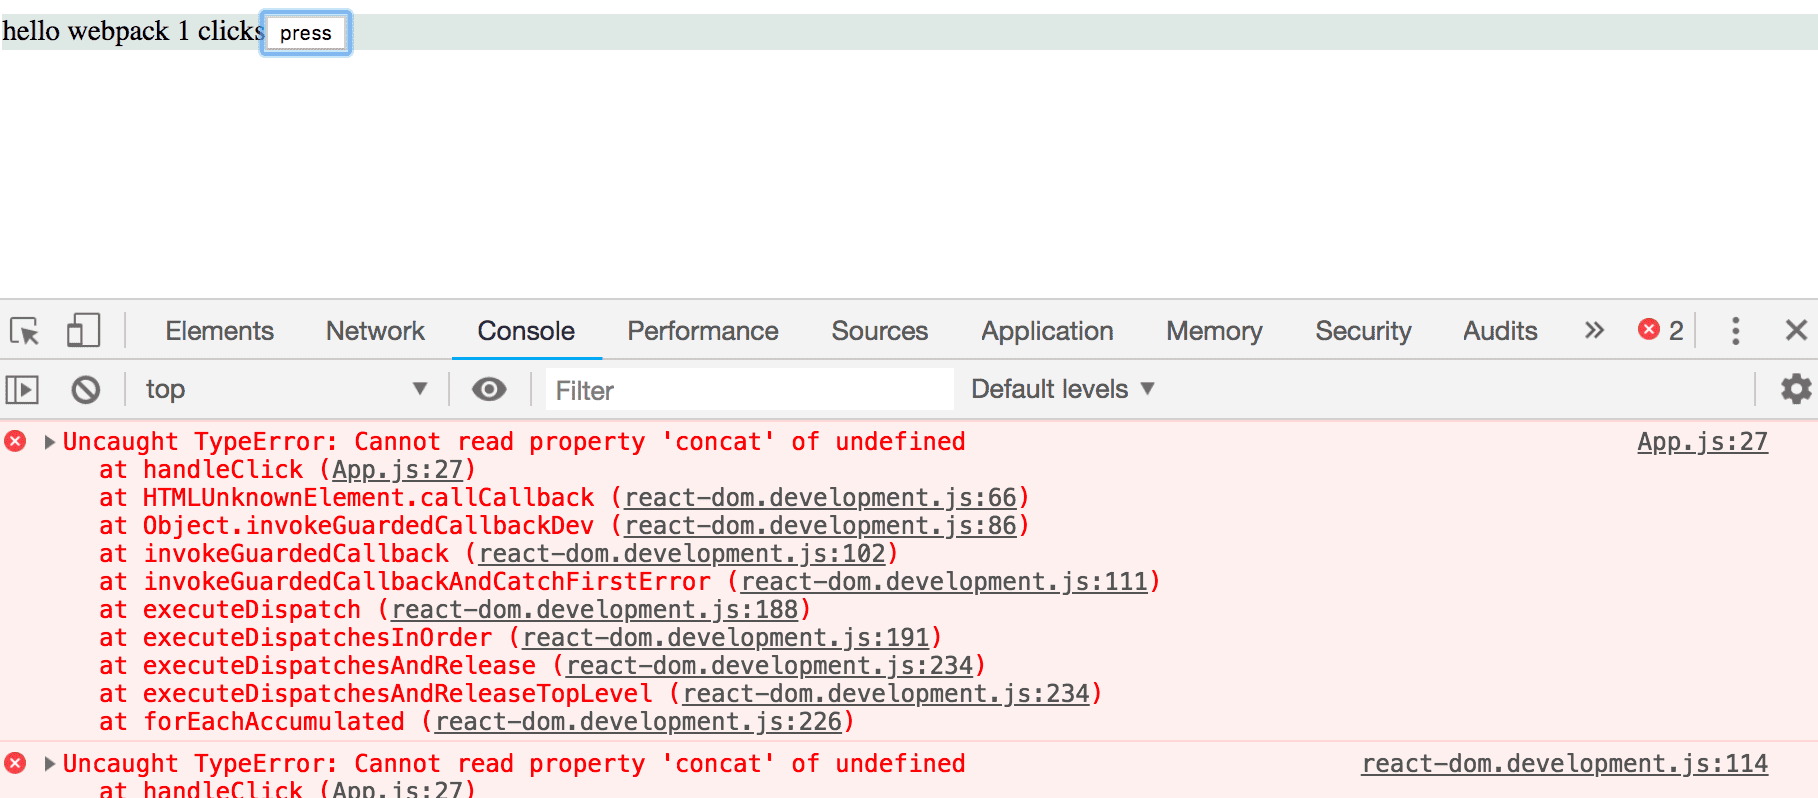 hello webpack 1 clicks press
Elements Network Console Performance Sources Application Memory Security Audits » 2
top Filter Default levels
Uncaught TypeError: Cannot read property 'concat' of undefined App.js:27
at handleClick (App.js:27)
at HTMLUnknownElement.callCallback (react-dom.development.js:66)
at Object.invokeGuardedCallbackDev (react-dom.development.js:86)
at invokeGuardedCallback (react-dom.development.js:102)
at invokeGuardedCallbackAndCatchFirstError (react-dom.development.js:111)
at executeDispatch (react-dom.development.js:188)
at executeDispatchesInOrder (react-dom.development.js:191)
at executeDispatchesAndRelease (react-dom.development.js:234)
at executeDispatchesAndReleaseTopLevel (react-dom.development.js:234)
at forEachAccumulated (react-dom.development.js:226)
Uncaught TypeError: Cannot read property 'concat' of undefined react-dom.development.js:114
at handleClick (App.js:27)